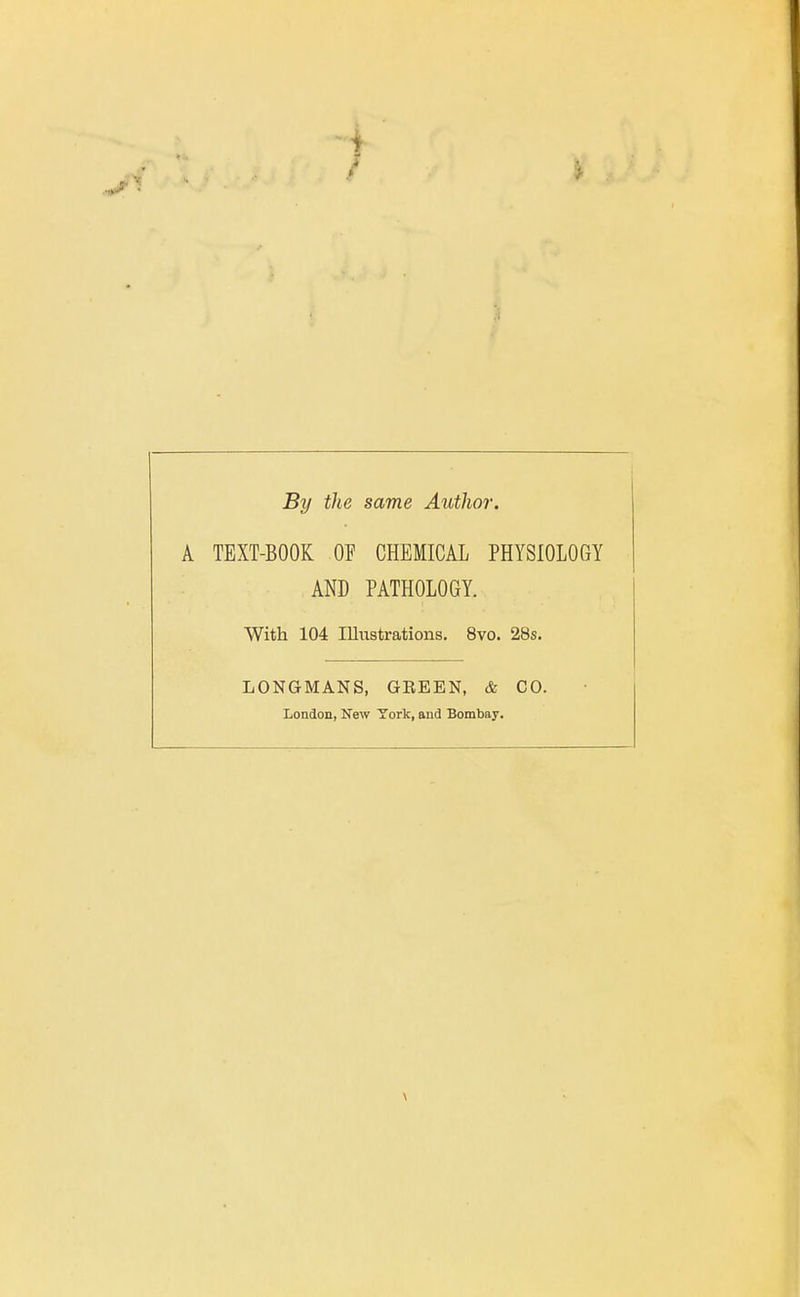 By the same Author.
A TEXT-BOOK OF CHEMICAL PHYSIOLOGY
AND PATHOLOGY.
With 104 Illustrations. 8vo. 28s.
LONGMANS, GREEN, & CO.
London, New York, and Bombay.